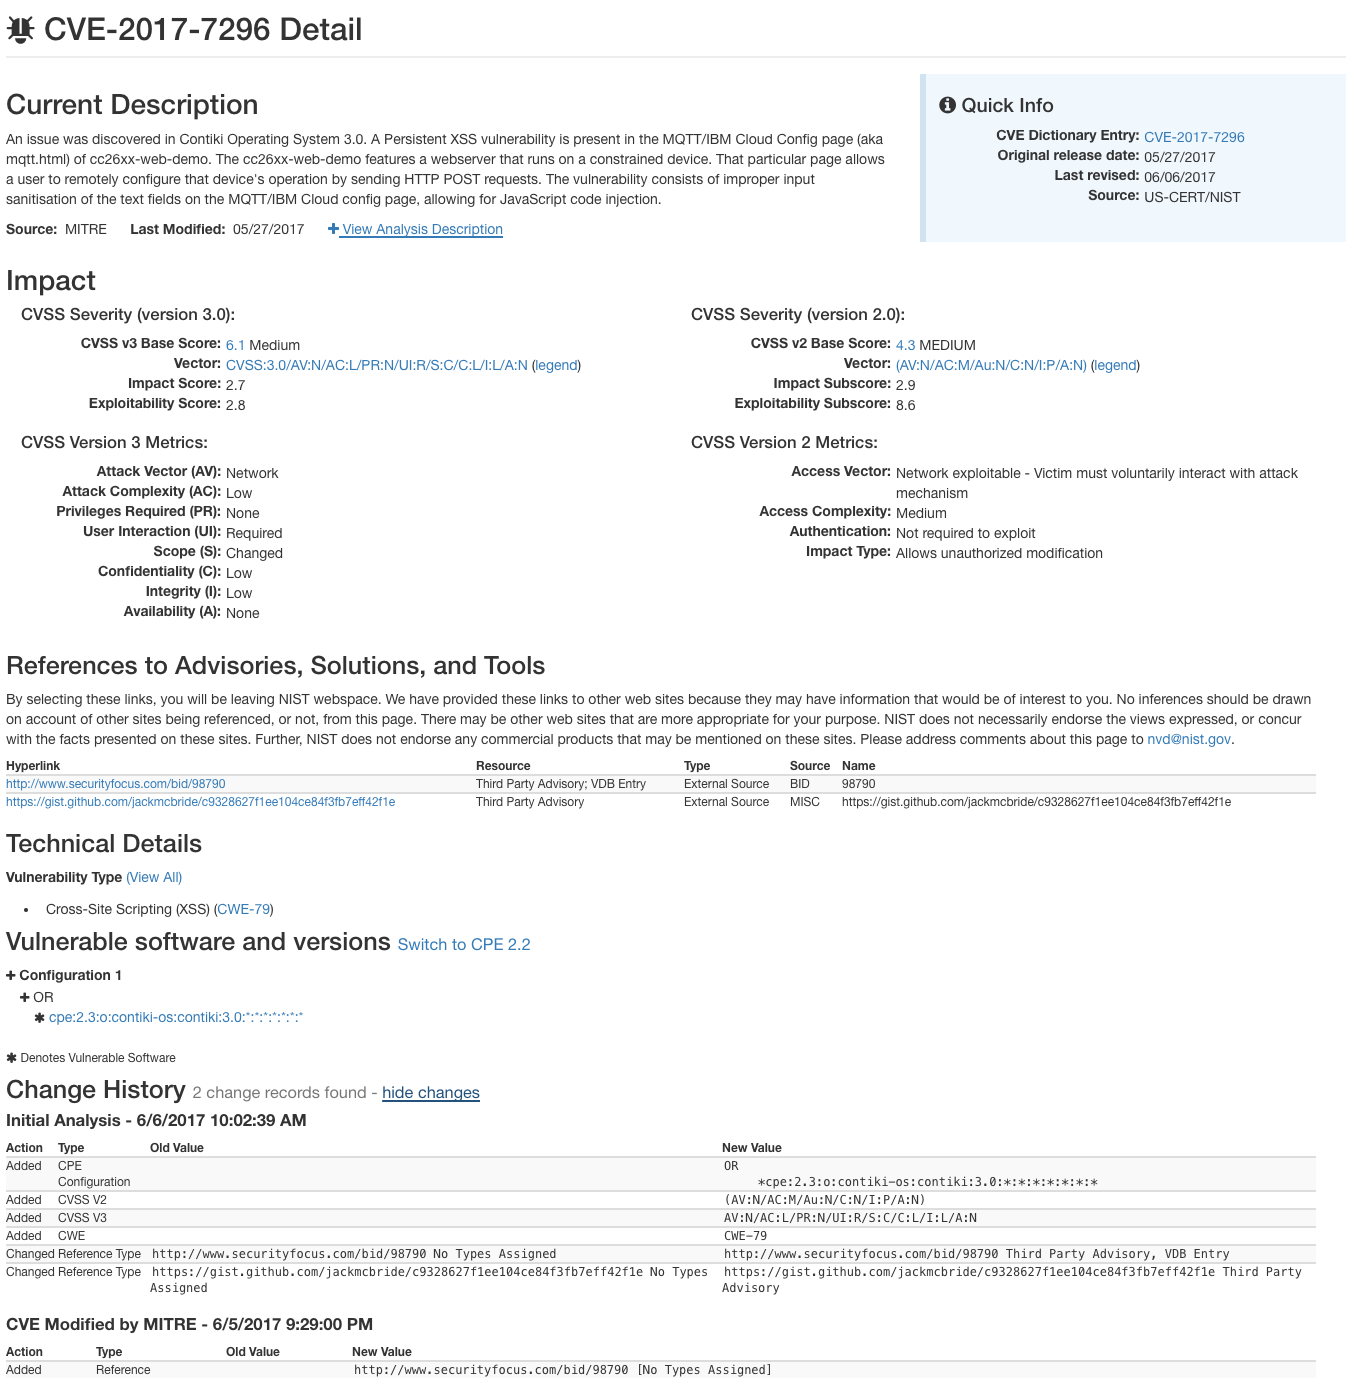 CVE-2017-7296 Detail
Current Description
An issue was discovered in Contiki Operating System 3.0. A Persistent XSS vulnerability is present in the MQTT/IBM Cloud Config page (aka
mqtt.html) of cc26xx-web-demo. The cc26xx-web-demo features a webserver that runs on a constrained device. That particular page allows
a user to remotely configure that device's operation by sending HTTP POST requests. The vulnerability consists of improper input
sanitisation of the text fields on the MQTT/IBM Cloud config page, allowing for JavaScript code injection.
Source: MITRE Last Modified: 05/27/2017 View Analysis Description
Quick Info
CVE Dictionary Entry: CVE-2017-7296
Original release date: 05/27/2017
Last revised: 06/06/2017
Source: US-CERT/NIST
Impact
CVSS Severity (version 3.0):
CVSS v3 Base Score: 6.1 Medium
Vector: CVSS:3.0/AV:N/AC:L/PR:N/UI:R/S:C/C:L/I:L/A:N (legend)
Impact Score: 2.7
Exploitability Score: 2.8
CVSS Version 3 Metrics:
Attack Vector (AV): Network
Attack Complexity (AC): Low
Privileges Required (PR): None
User Interaction (UI): Required
Scope (S): Changed
Confidentiality (C): Low
Integrity (I): Low
Availability (A): None
CVSS Severity (version 2.0):
CVSS v2 Base Score: 4.3 MEDIUM
Vector: (AV:N/AC:M/Au:N/C:N/I:P/A:N) (legend)
Impact Subscore: 2.9
Exploitability Subscore: 8.6
CVSS Version 2 Metrics:
Access Vector: Network exploitable - Victim must voluntarily interact with attack
mechanism
Access Complexity: Medium
Authentication: Not required to exploit
Impact Type: Allows unauthorized modification
References to Advisories, Solutions, and Tools
By selecting these links, you will be leaving NIST webspace. We have provided these links to other web sites because they may have information that would be of interest to you. No inferences should be drawn
on account of other sites being referenced, or not, from this page. There may be other web sites that are more appropriate for your purpose. NIST does not necessarily endorse the views expressed, or concur
with the facts presented on these sites. Further, NIST does not endorse any commercial products that may be mentioned on these sites. Please address comments about this page to nvd@nist.gov.
Hyperlink Resource Type Source Name
http://www.securityfocus.com/bid/98790 Third Party Advisory; VDB Entry External Source BID 98790
https://gist.github.com/jackmcbride/c9328627f1ee104ce84f3fb7eff42f1e Third Party Advisory External Source MISC https://gist.github.com/jackmcbride/c9328627f1ee104ce84f3fb7eff42f1e
Technical Details
Vulnerability Type (View All)
• Cross-Site Scripting (XSS) (CWE-79)
Vulnerable software and versions Switch to CPE 2.2
+ Configuration 1
+ OR
✱ cpe:2.3:o:contiki-os:contiki:3.0:*:*:*:*:*:*:*
✱ Denotes Vulnerable Software
Change History 2 change records found - hide changes
Initial Analysis - 6/6/2017 10:02:39 AM
Action Type Old Value New Value
Added CPE OR
Configuration *cpe:2.3:o:contiki-os:contiki:3.0:*:*:*:*:*:*:*
Added CVSS V2 (AV:N/AC:M/Au:N/C:N/I:P/A:N)
Added CVSS V3 AV:N/AC:L/PR:N/UI:R/S:C/C:L/I:L/A:N
Added CWE CWE-79
Changed Reference Type http://www.securityfocus.com/bid/98790 No Types Assigned http://www.securityfocus.com/bid/98790 Third Party Advisory, VDB Entry
Changed Reference Type https://gist.github.com/jackmcbride/c9328627f1ee104ce84f3fb7eff42f1e No Types https://gist.github.com/jackmcbride/c9328627f1ee104ce84f3fb7eff42f1e Third Party
Assigned Advisory
CVE Modified by MITRE - 6/5/2017 9:29:00 PM
Action Type Old Value New Value
Added Reference http://www.securityfocus.com/bid/98790 [No Types Assigned]